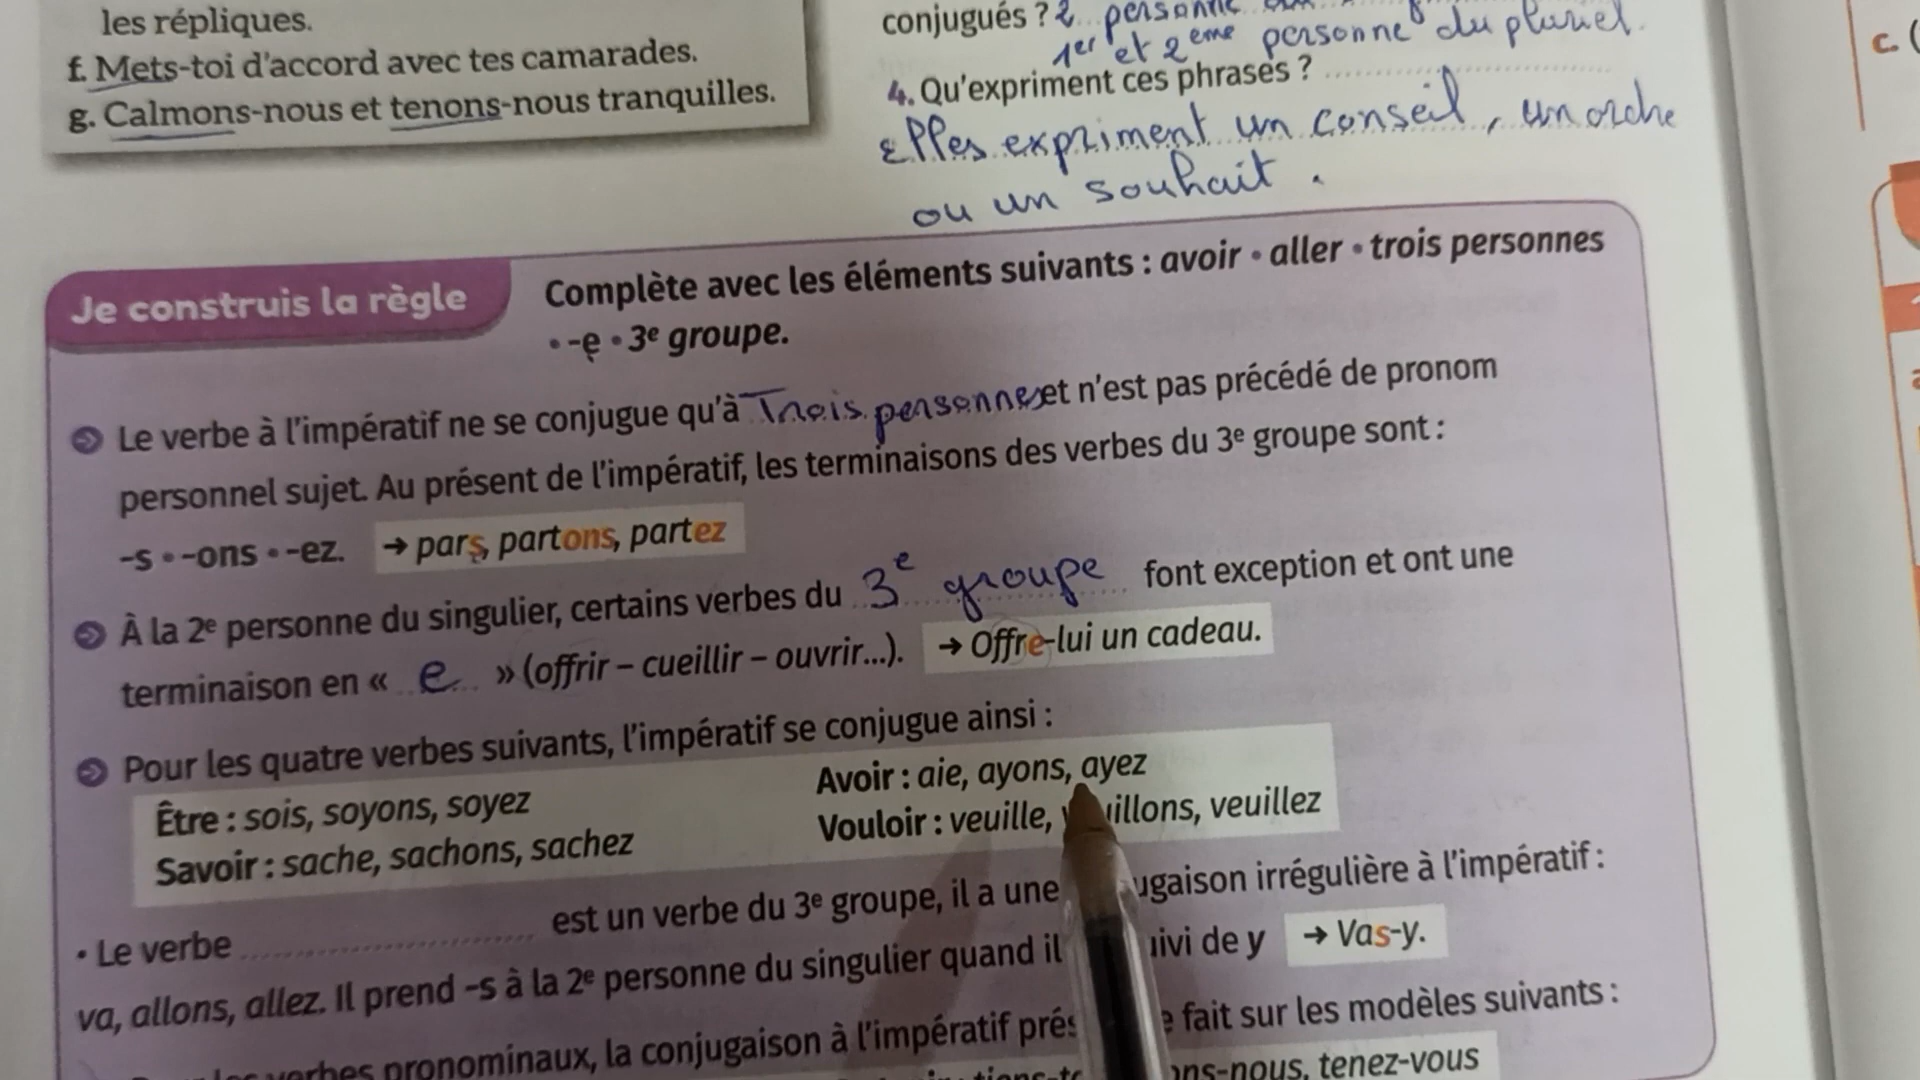 les répliques.
f. Mets-toi d'accord avec tes camarades.
g. Calmons-nous et tenons-nous tranquilles.
conjugués ? 2 personne
1er et 2eme personne du pluriel.
4. Qu'expriment ces phrases ?
Elles expriment un conseil, un orche
ou un souhait.
c.
Je construis la règle
Complète avec les éléments suivants : avoir • aller • trois personnes
• -e • 3e groupe.
Le verbe à l'impératif ne se conjugue qu'à Trois personnes et n'est pas précédé de pronom
personnel sujet. Au présent de l'impératif, les terminaisons des verbes du 3e groupe sont :
-s • -ons • -ez. → pars, partons, partez
À la 2e personne du singulier, certains verbes du 3e groupe font exception et ont une
terminaison en « e » (offrir – cueillir – ouvrir...). → Offre-lui un cadeau.
Pour les quatre verbes suivants, l'impératif se conjugue ainsi :
Être : sois, soyons, soyez
Avoir : aie, ayons, ayez
Savoir : sache, sachons, sachez
Vouloir : veuille, illons, veuillez
• Le verbe .......... est un verbe du 3e groupe, il a une ugaison irrégulière à l'impératif :
va, allons, allez. Il prend -s à la 2e personne du singulier quand il ivi de y → Vas-y.
verbes pronominaux, la conjugaison à l'impératif prés fait sur les modèles suivants :
ns-nous, tenez-vous